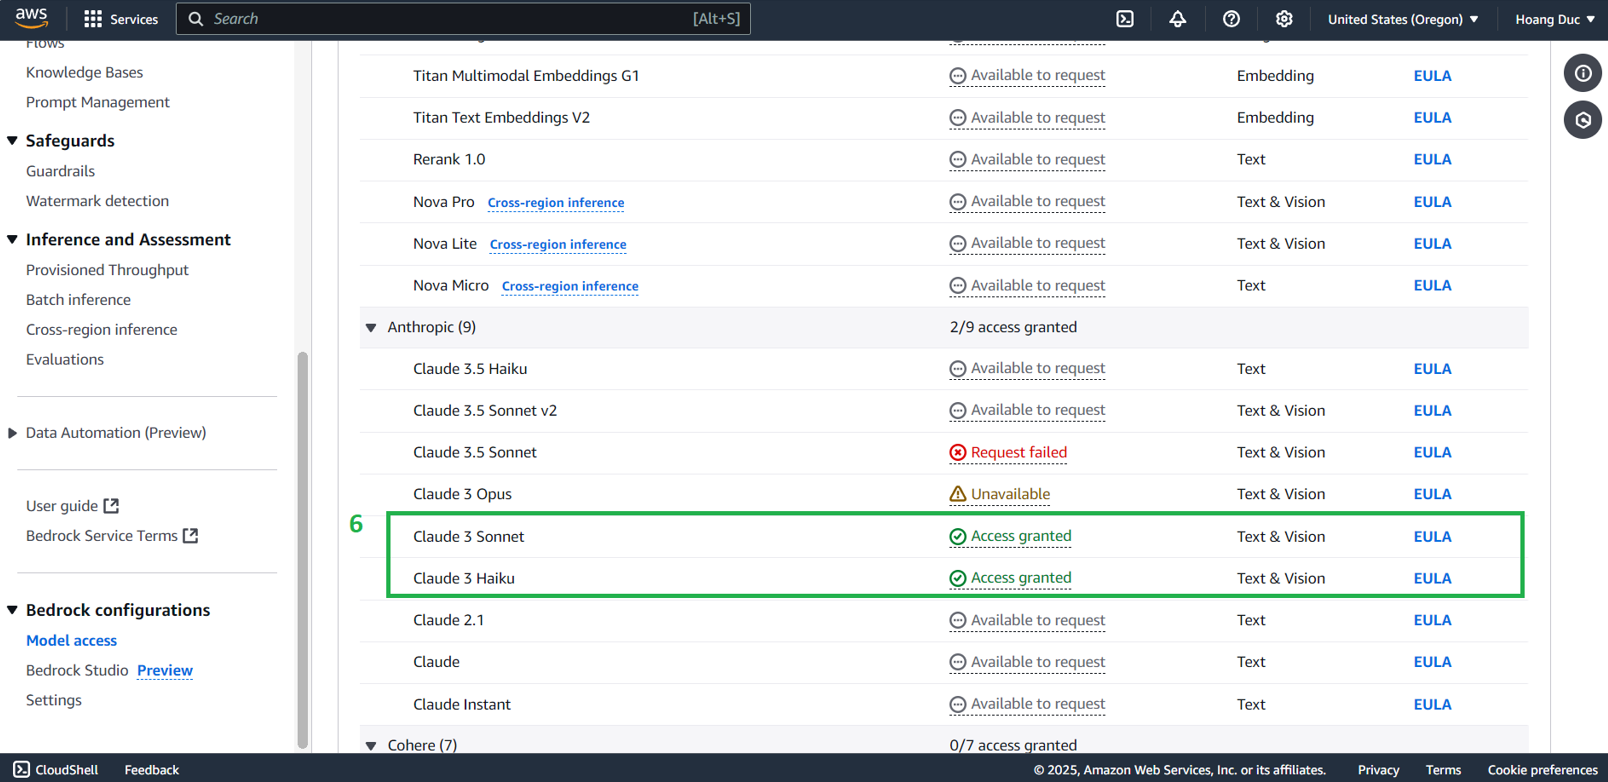 aws
Services
Search
[Alt+S]
United States (Oregon)
Hoang Duc
Flows
Knowledge Bases
Prompt Management
Safeguards
Guardrails
Watermark detection
Inference and Assessment
Provisioned Throughput
Batch inference
Cross-region inference
Evaluations
Data Automation (Preview)
User guide
Bedrock Service Terms
Bedrock configurations
Model access
Bedrock Studio Preview
Settings
Titan Multimodal Embeddings G1 Available to request Embedding EULA
Titan Text Embeddings V2 Available to request Embedding EULA
Rerank 1.0 Available to request Text EULA
Nova Pro Cross-region inference Available to request Text & Vision EULA
Nova Lite Cross-region inference Available to request Text & Vision EULA
Nova Micro Cross-region inference Available to request Text EULA
Anthropic (9) 2/9 access granted
Claude 3.5 Haiku Available to request Text EULA
Claude 3.5 Sonnet v2 Available to request Text & Vision EULA
Claude 3.5 Sonnet Request failed Text & Vision EULA
Claude 3 Opus Unavailable Text & Vision EULA
6
Claude 3 Sonnet Access granted Text & Vision EULA
Claude 3 Haiku Access granted Text & Vision EULA
Claude 2.1 Available to request Text EULA
Claude Available to request Text EULA
Claude Instant Available to request Text EULA
Cohere (7) 0/7 access granted
CloudShell Feedback © 2025, Amazon Web Services, Inc. or its affiliates. Privacy Terms Cookie preferences